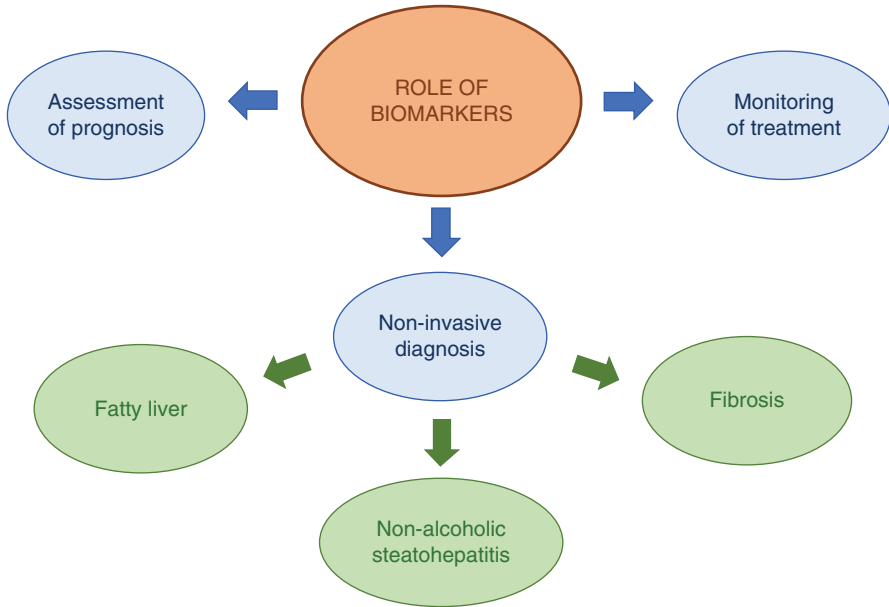 ROLE OF
BIOMARKERS
Assessment
of prognosis
Monitoring
of treatment
Non-invasive
diagnosis
Fatty liver
Fibrosis
Non-alcoholic
steatohepatitis